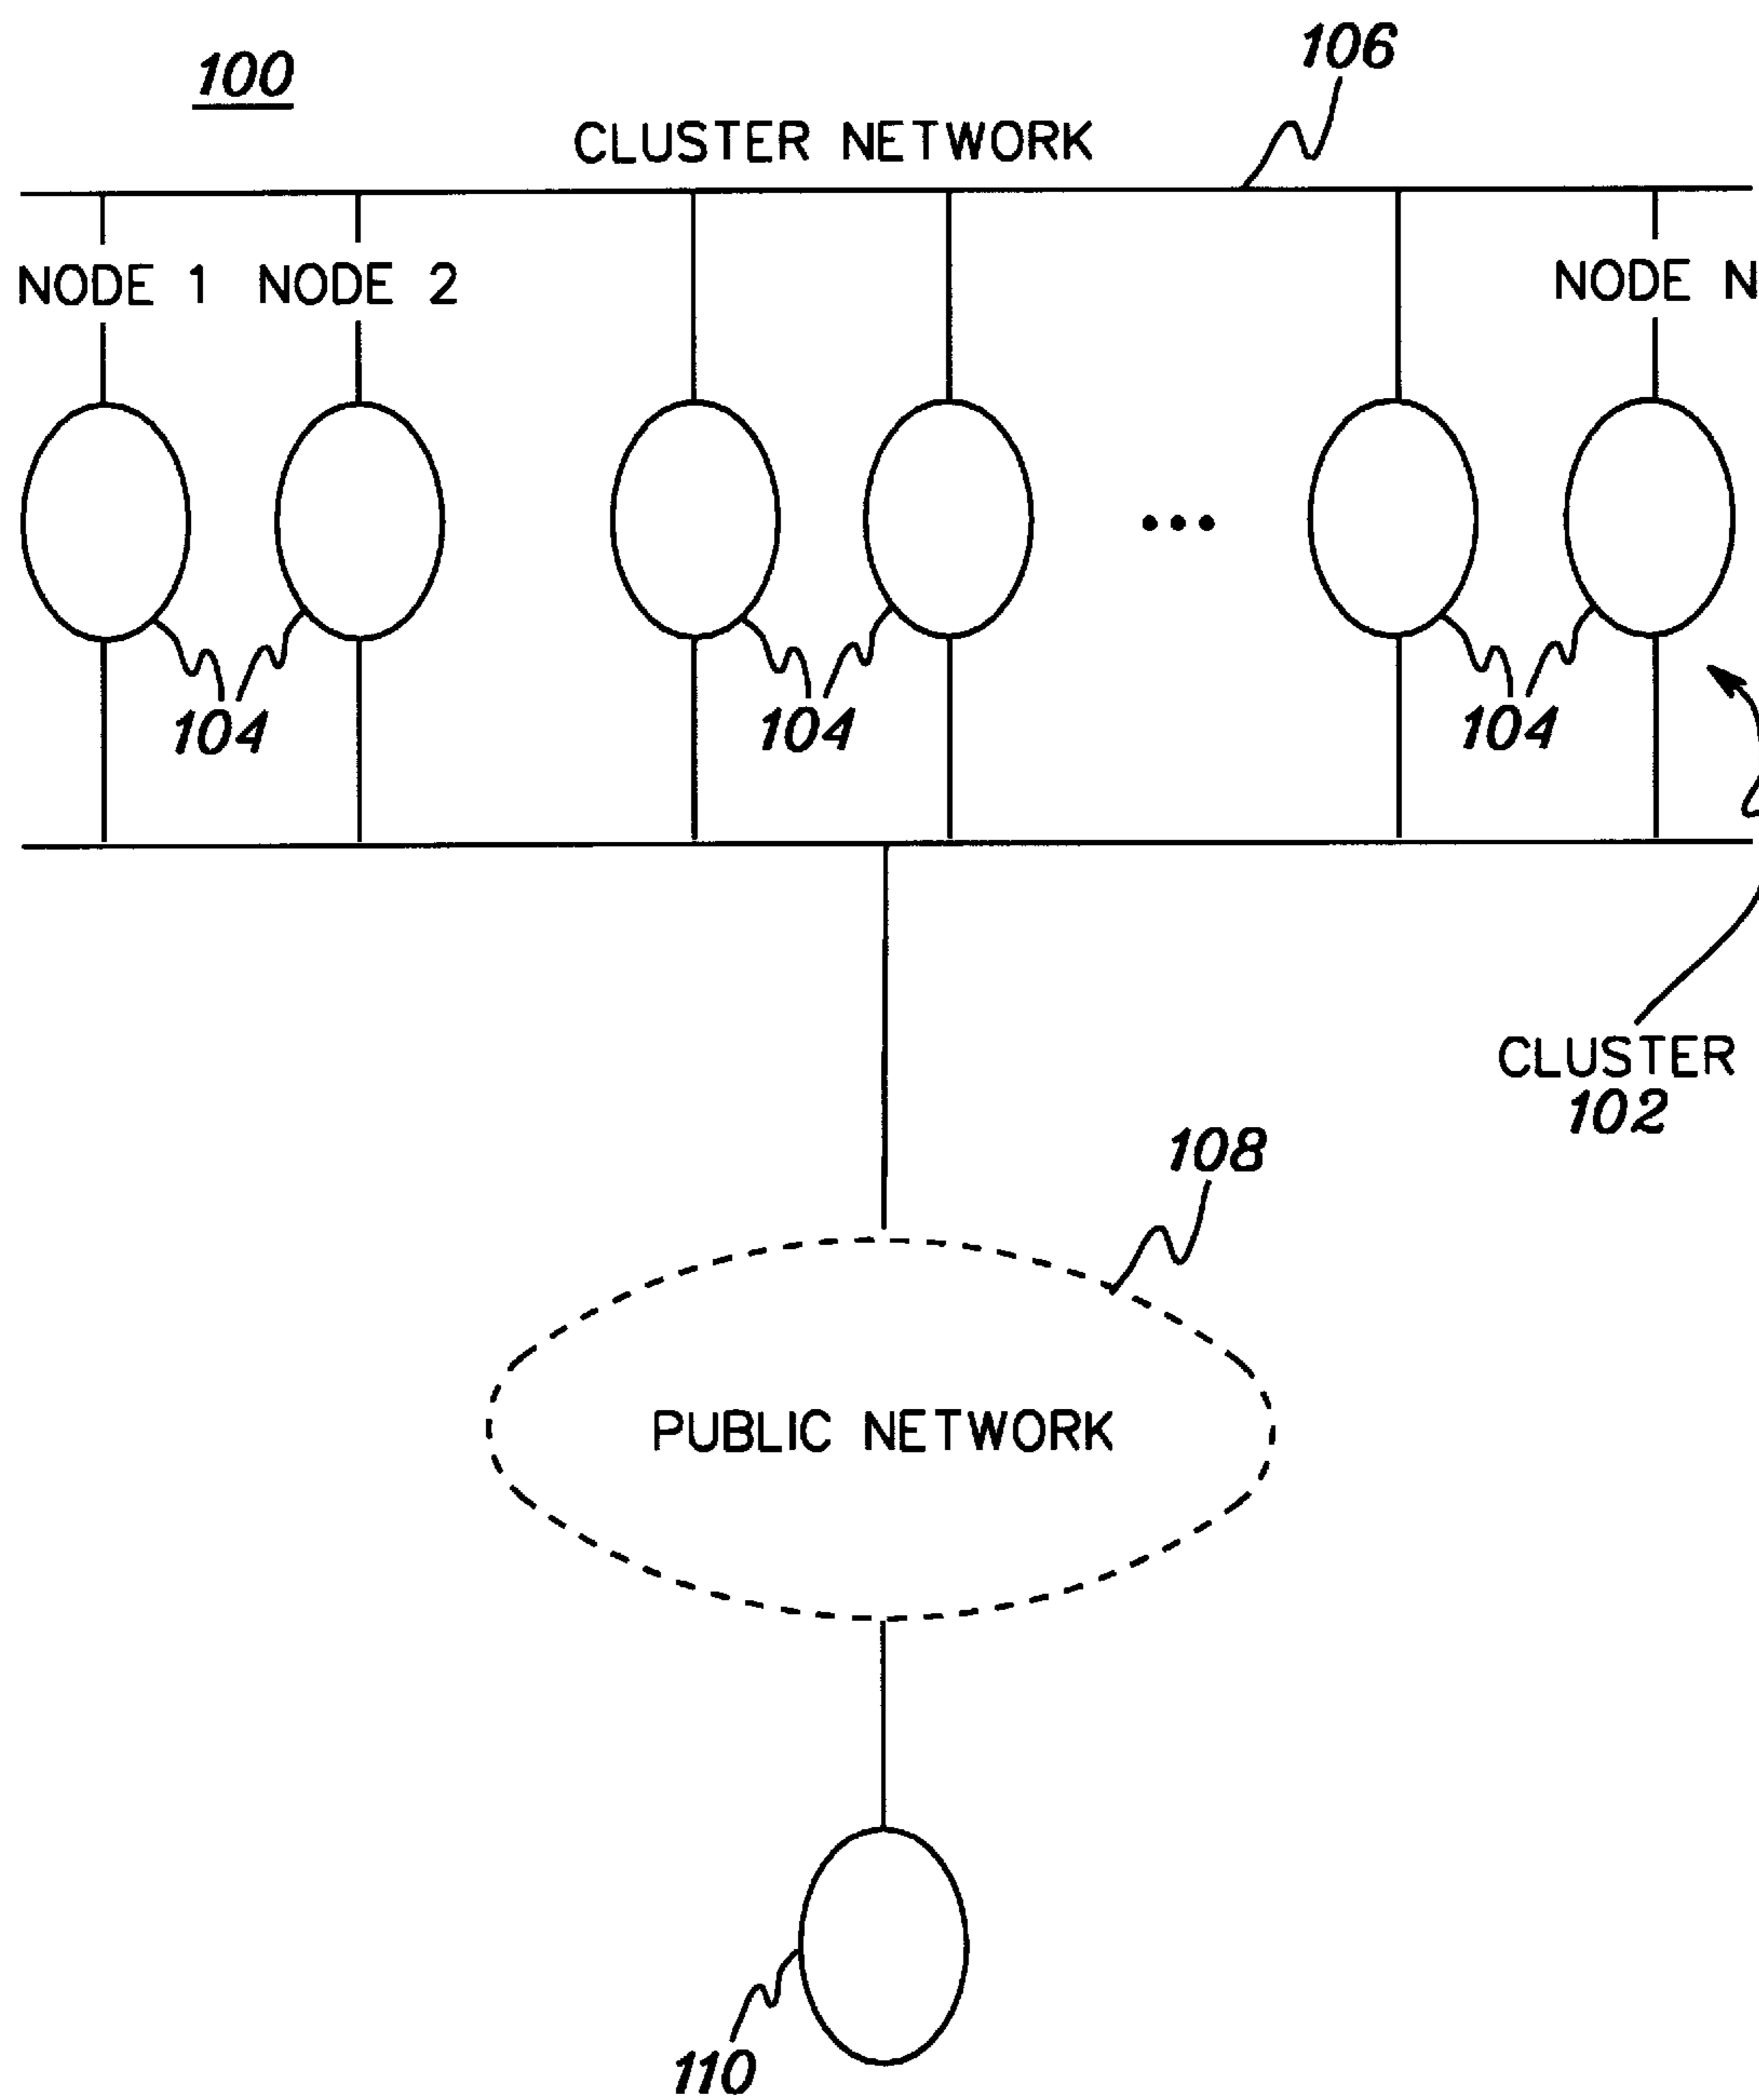 100
106
CLUSTER NETWORK
NODE 1
NODE 2
NODE N
...
104
104
104
CLUSTER
102
108
PUBLIC NETWORK
110